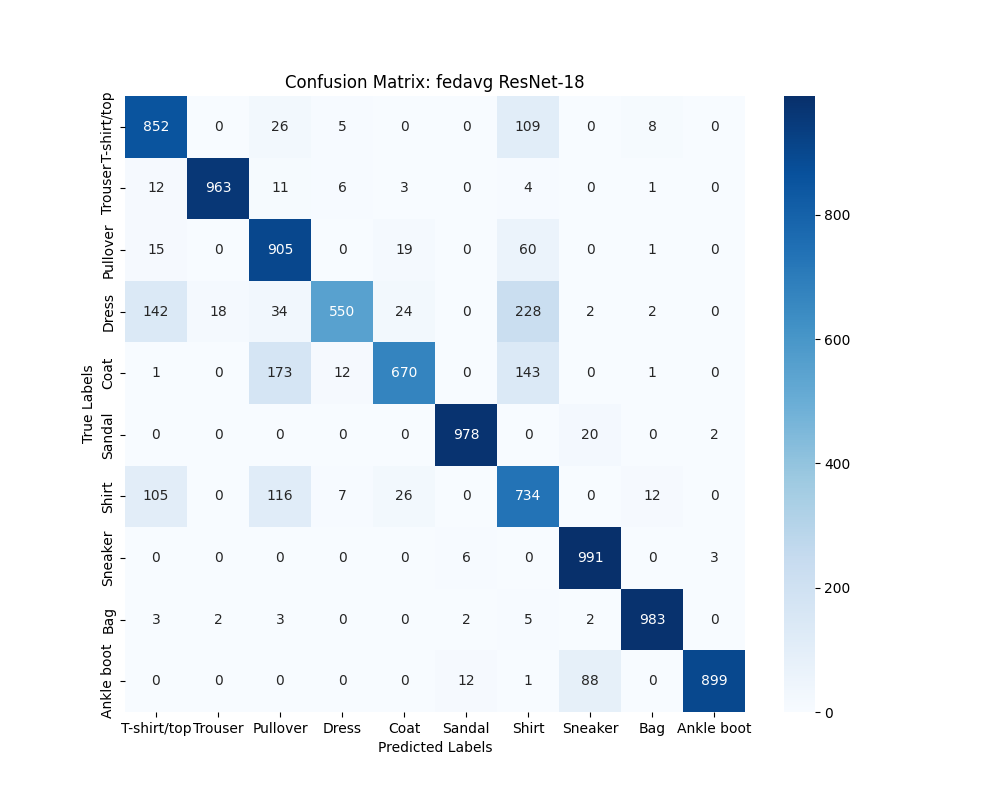 Confusion Matrix: fedavg ResNet-18
True Labels
T-shirt/top 852 0 26 5 0 0 109 0 8 0
Trouser 12 963 11 6 3 0 4 0 1 0
Pullover 15 0 905 0 19 0 60 0 1 0
Dress 142 18 34 550 24 0 228 2 2 0
Coat 1 0 173 12 670 0 143 0 1 0
Sandal 0 0 0 0 0 978 0 20 0 2
Shirt 105 0 116 7 26 0 734 0 12 0
Sneaker 0 0 0 0 0 6 0 991 0 3
Bag 3 2 3 0 0 2 5 2 983 0
Ankle boot 0 0 0 0 0 12 1 88 0 899
T-shirt/top Trouser Pullover Dress Coat Sandal Shirt Sneaker Bag Ankle boot
Predicted Labels
800
600
400
200
0